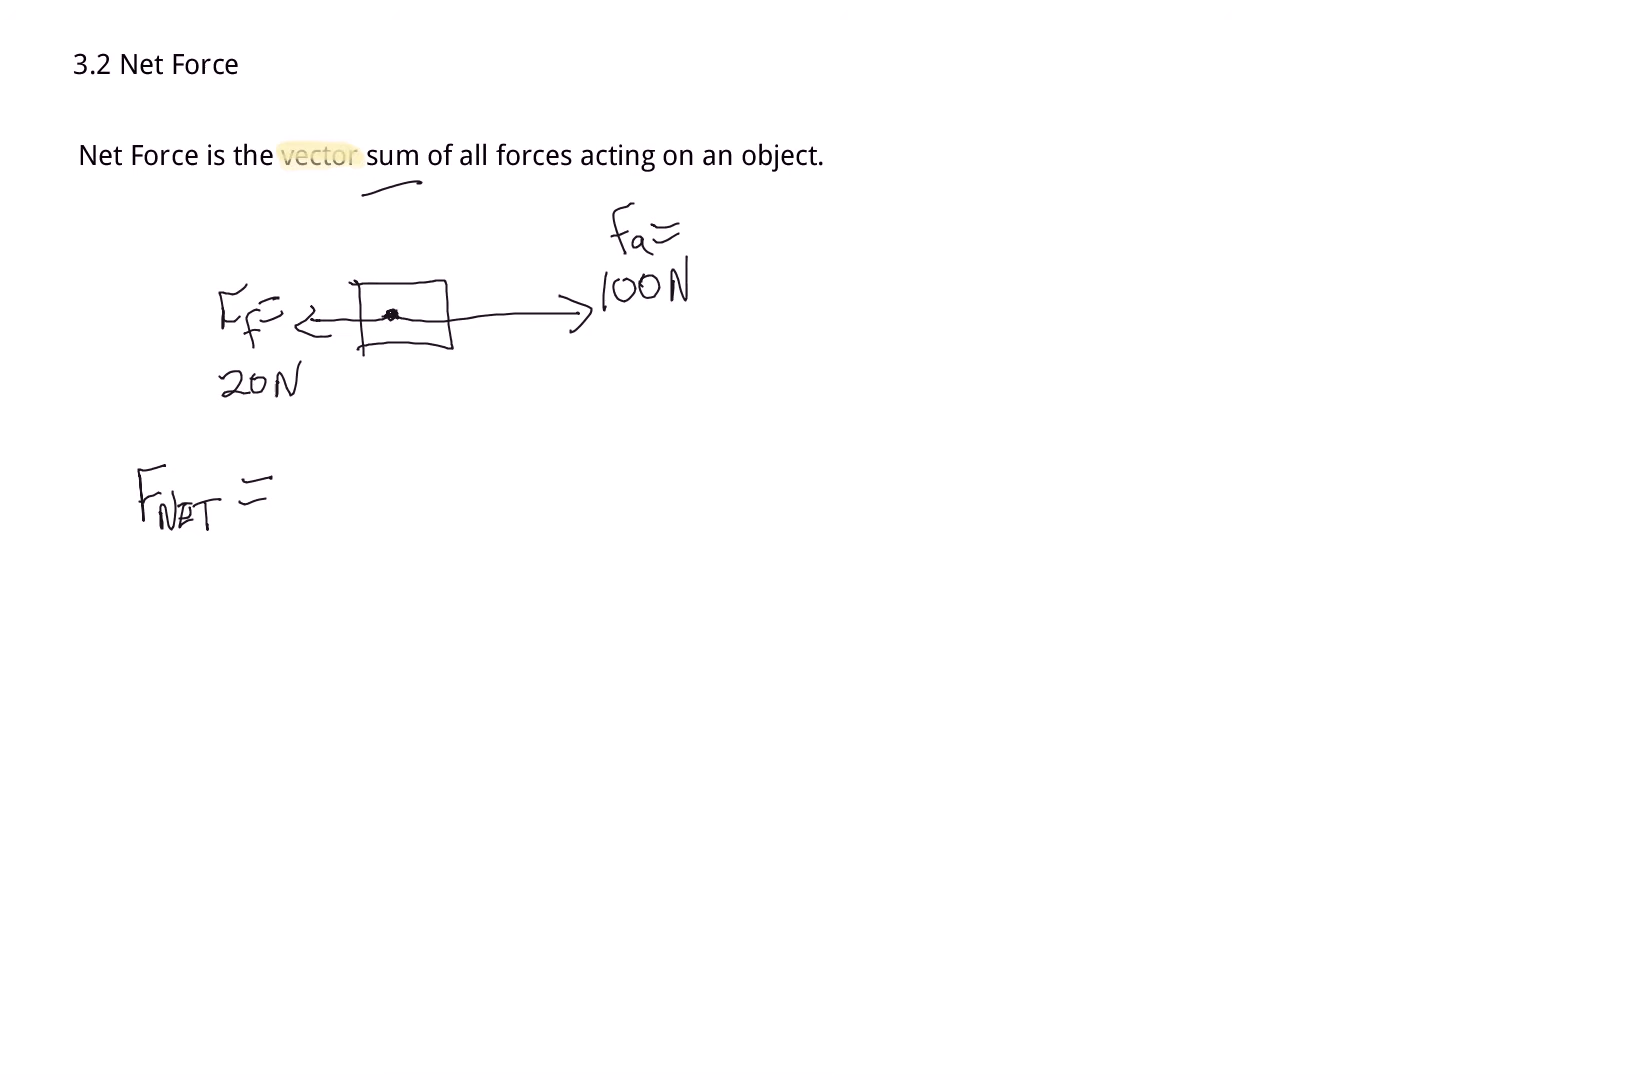 3.2 Net Force
Net Force is the vector sum of all forces acting on an object.
Fa=
100N
Ff=
20N
FNET =